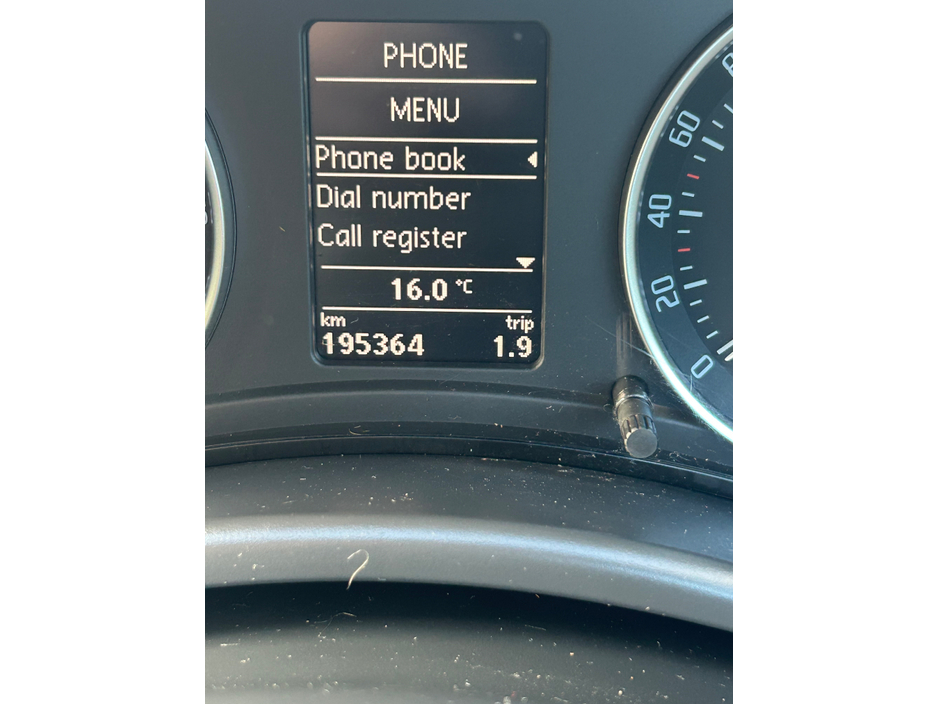 PHONE
MENU
Phone book
Dial number
Call register
16.0 °C
km trip
195364 1.9
60
40
20
0